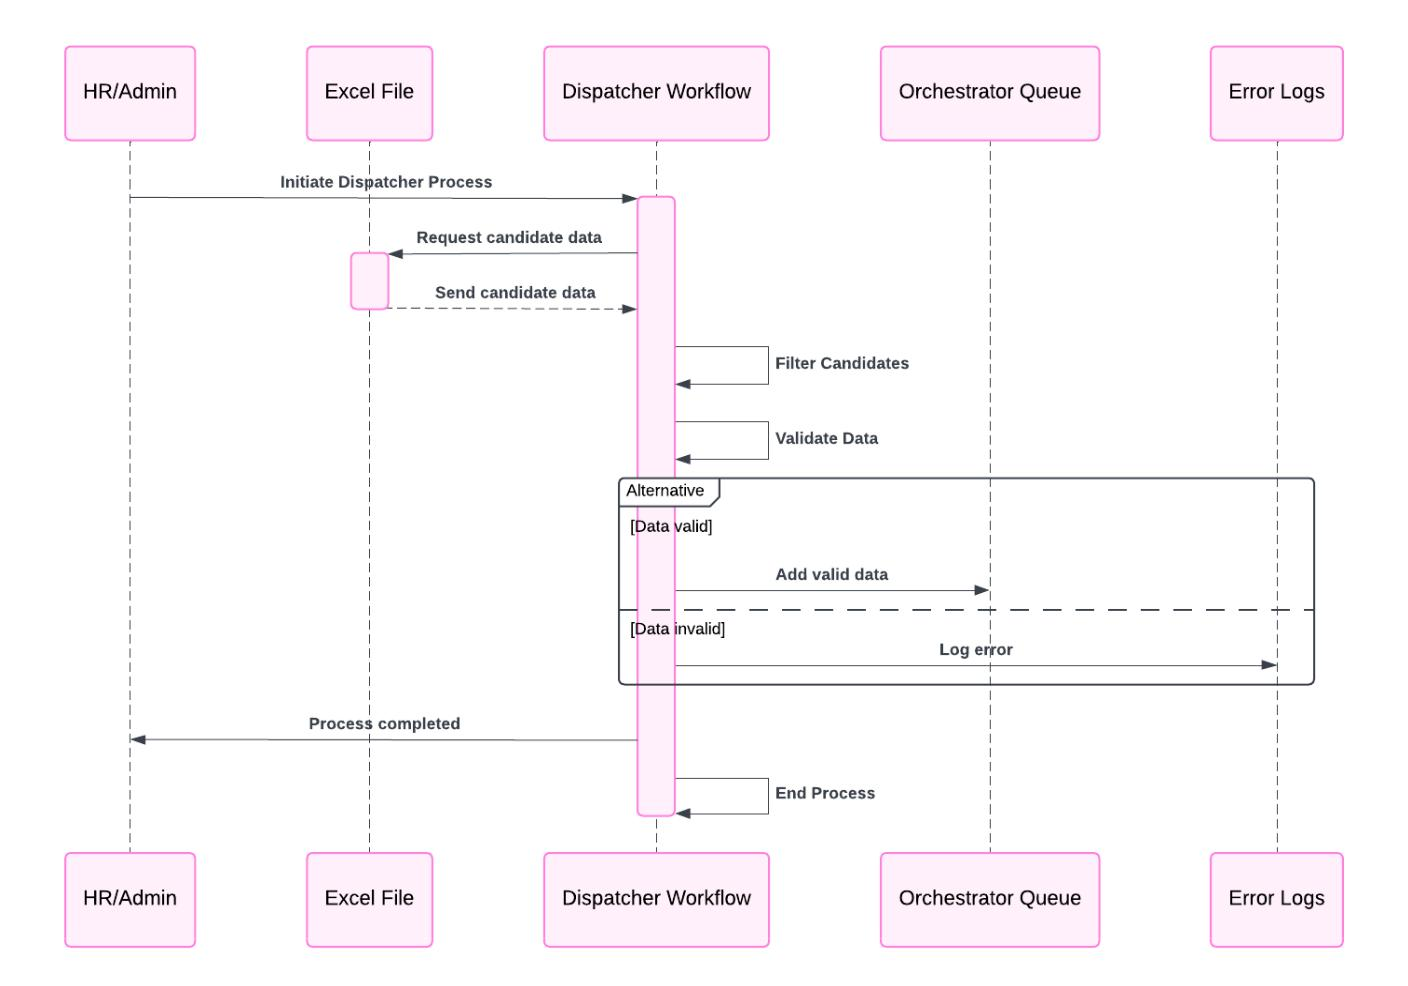 HR/Admin
Excel File
Dispatcher Workflow
Orchestrator Queue
Error Logs
Initiate Dispatcher Process
Request candidate data
Send candidate data
Filter Candidates
Validate Data
Alternative
[Data valid]
Add valid data
[Data invalid]
Log error
Process completed
End Process
HR/Admin
Excel File
Dispatcher Workflow
Orchestrator Queue
Error Logs